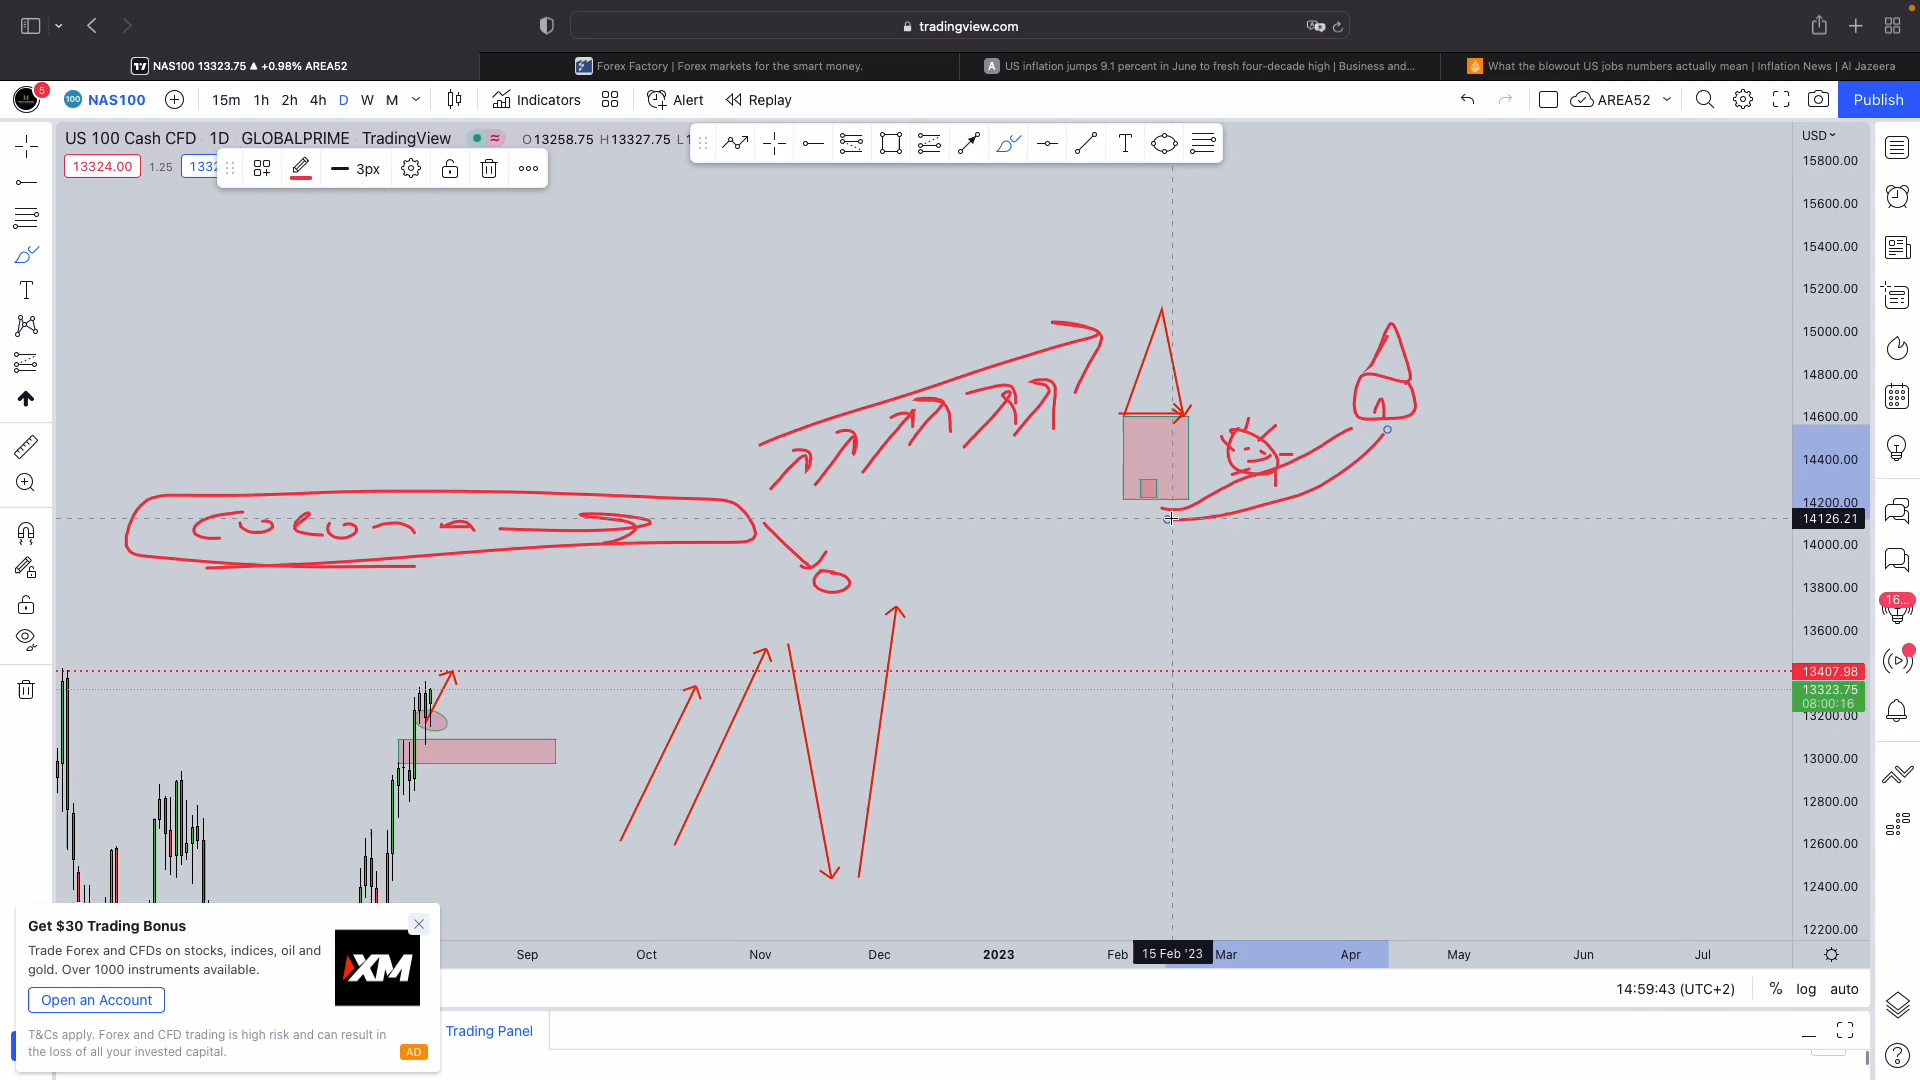 tradingview.com
NAS100 13323.75 ▲ +0.98% AREA52
Forex Factory | Forex markets for the smart money.
US inflation jumps 9.1 percent in June to fresh four-decade high | Business and...
What the blowout US jobs numbers actually mean | Inflation News | Al Jazeera
5
100 NAS100 15m 1h 2h 4h D W M Indicators Alert Replay AREA52 Publish
US 100 Cash CFD 1D GLOBALPRIME TradingView O13258.75 H13327.75 L1
13324.00 1.25 1332
3px
T
USD
15800.00
15600.00
15400.00
15200.00
15000.00
14800.00
14600.00
14400.00
14200.00
14126.21
14000.00
13800.00
13600.00
13407.98
13323.75
08:00:16
13200.00
13000.00
12800.00
12600.00
12400.00
12200.00
16...
Sep Oct Nov Dec 2023 Feb 15 Feb '23 Mar Apr May Jun Jul
14:59:43 (UTC+2) % log auto
Trading Panel
Get $30 Trading Bonus
Trade Forex and CFDs on stocks, indices, oil and
gold. Over 1000 instruments available.
XM
Open an Account
T&Cs apply. Forex and CFD trading is high risk and can result in
the loss of all your invested capital.
AD